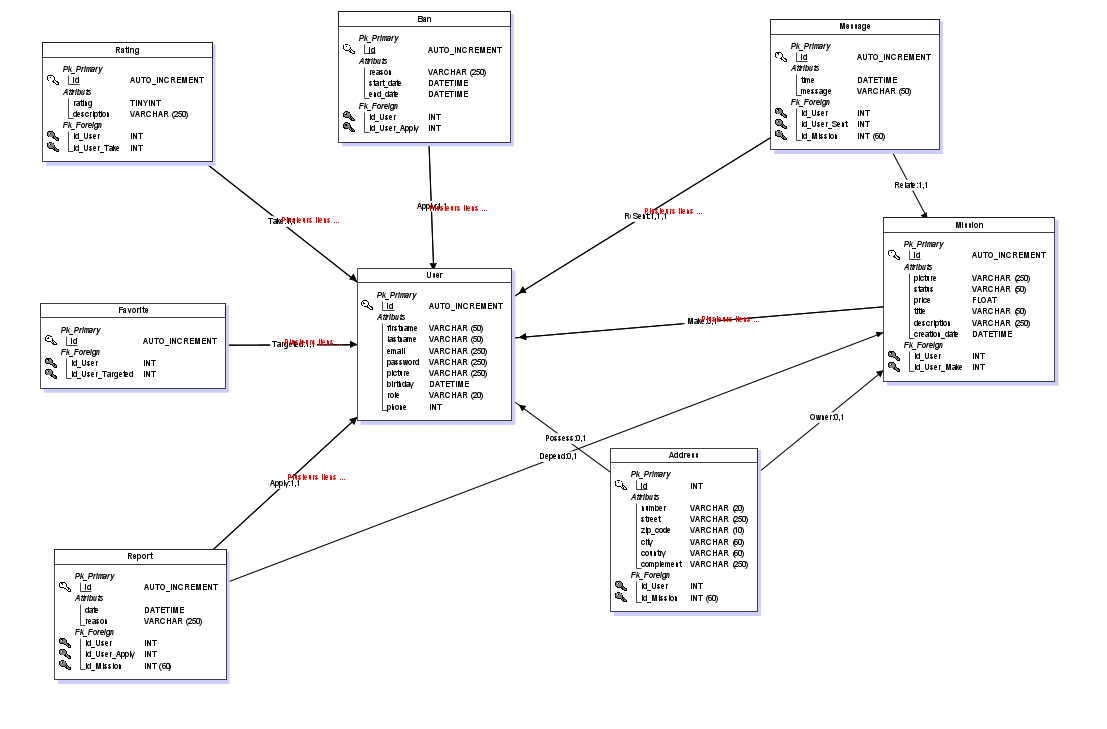 Rating
Pk_Primary
id AUTO_INCREMENT
Attributs
rating TINYINT
description VARCHAR (250)
Fk_Foreign
id_User INT
id_User_Take INT
Ban
Pk_Primary
id AUTO_INCREMENT
Attributs
reason VARCHAR (250)
start_date DATETIME
end_date DATETIME
Fk_Foreign
id_User INT
id_User_Apply INT
Message
Pk_Primary
id AUTO_INCREMENT
Attributs
time DATETIME
message VARCHAR (50)
Fk_Foreign
id_User INT
id_User_Sent INT
id_Mission INT (60)
Relate:1,1
Plusieurs liens ...
Apply:1,1
Plusieurs liens ...
Plusieurs liens ...
Mission
Pk_Primary
id AUTO_INCREMENT
Attributs
picture VARCHAR (250)
status VARCHAR (50)
price FLOAT
title VARCHAR (50)
description VARCHAR (250)
creation_date DATETIME
Fk_Foreign
id_User INT
id_User_Make INT
User
Pk_Primary
id AUTO_INCREMENT
Attributs
firstname VARCHAR (50)
lastname VARCHAR (50)
email VARCHAR (250)
password VARCHAR (250)
picture VARCHAR (250)
birthday DATETIME
role VARCHAR (20)
phone INT
Favorite
Pk_Primary
id AUTO_INCREMENT
Fk_Foreign
id_User INT
id_User_Targeted INT
Targeted:1,1
Plusieurs liens ...
Make:0,1
Plusieurs liens ...
Owner:0,1
Possess:0,1
Depend:0,1
Apply:1,1
Plusieurs liens ...
Address
Pk_Primary
id INT
Attributs
number VARCHAR (20)
street VARCHAR (250)
zip_code VARCHAR (10)
city VARCHAR (60)
country VARCHAR (60)
complement VARCHAR (250)
Fk_Foreign
id_User INT
id_Mission INT (60)
Report
Pk_Primary
id AUTO_INCREMENT
Attributs
date DATETIME
reason VARCHAR (250)
Fk_Foreign
id_User INT
id_User_Apply INT
id_Mission INT (60)